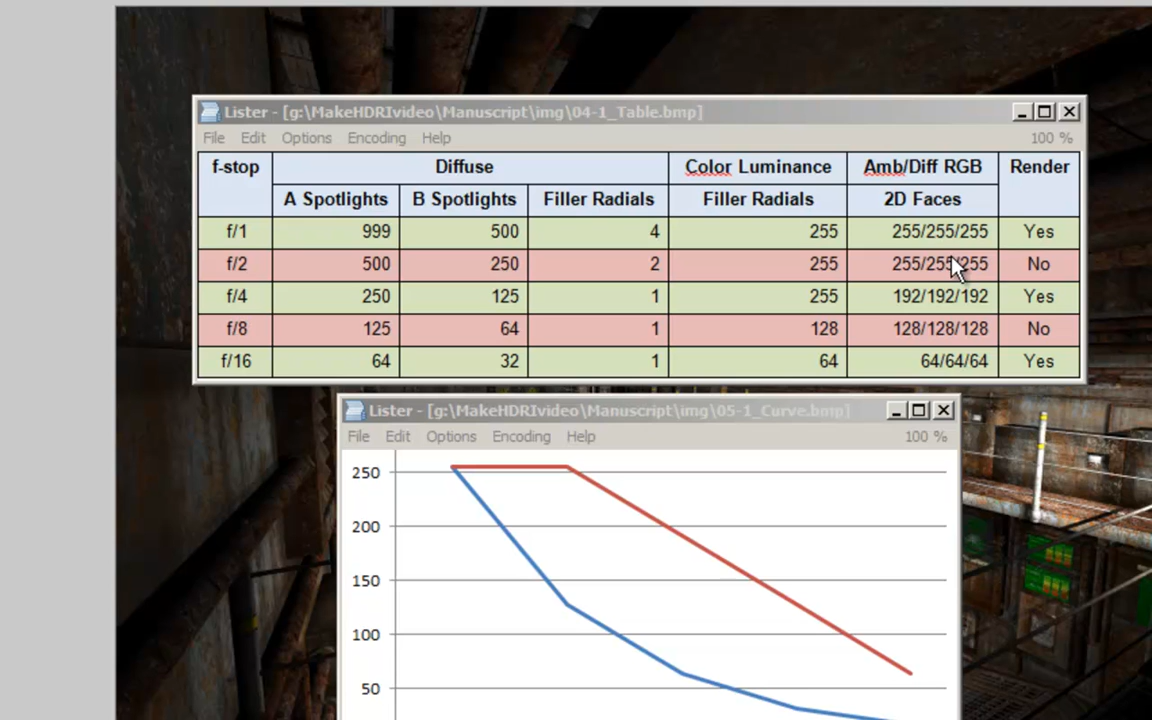 Lister - [g:\MakeHDRIvideo\Manuscript\img\04-1_Table.bmp]
File Edit Options Encoding Help 100 %
f-stop Diffuse Color Luminance Amb/Diff RGB Render
A Spotlights B Spotlights Filler Radials Filler Radials 2D Faces
f/1 999 500 4 255 255/255/255 Yes
f/2 500 250 2 255 255/255/255 No
f/4 250 125 1 255 192/192/192 Yes
f/8 125 64 1 128 128/128/128 No
f/16 64 32 1 64 64/64/64 Yes
Lister - [g:\MakeHDRIvideo\Manuscript\img\05-1_Curve.bmp]
File Edit Options Encoding Help 100 %
250
200
150
100
50